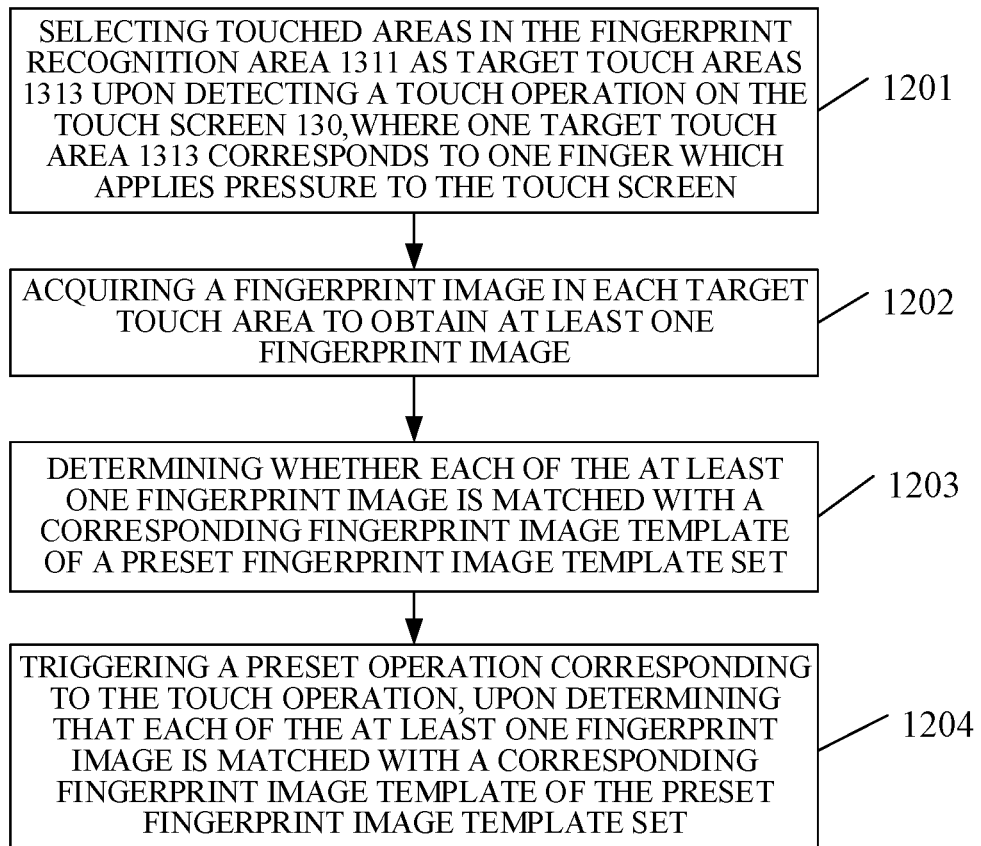 SELECTING TOUCHED AREAS IN THE FINGERPRINT
RECOGNITION AREA 1311 AS TARGET TOUCH AREAS
1313 UPON DETECTING A TOUCH OPERATION ON THE
TOUCH SCREEN 130,WHERE ONE TARGET TOUCH
AREA 1313 CORRESPONDS TO ONE FINGER WHICH
APPLIES PRESSURE TO THE TOUCH SCREEN
1201
ACQUIRING A FINGERPRINT IMAGE IN EACH TARGET
TOUCH AREA TO OBTAIN AT LEAST ONE
FINGERPRINT IMAGE
1202
DETERMINING WHETHER EACH OF THE AT LEAST
ONE FINGERPRINT IMAGE IS MATCHED WITH A
CORRESPONDING FINGERPRINT IMAGE TEMPLATE
OF A PRESET FINGERPRINT IMAGE TEMPLATE SET
1203
TRIGGERING A PRESET OPERATION CORRESPONDING
TO THE TOUCH OPERATION, UPON DETERMINING
THAT EACH OF THE AT LEAST ONE FINGERPRINT
IMAGE IS MATCHED WITH A CORRESPONDING
FINGERPRINT IMAGE TEMPLATE OF THE PRESET
FINGERPRINT IMAGE TEMPLATE SET
1204